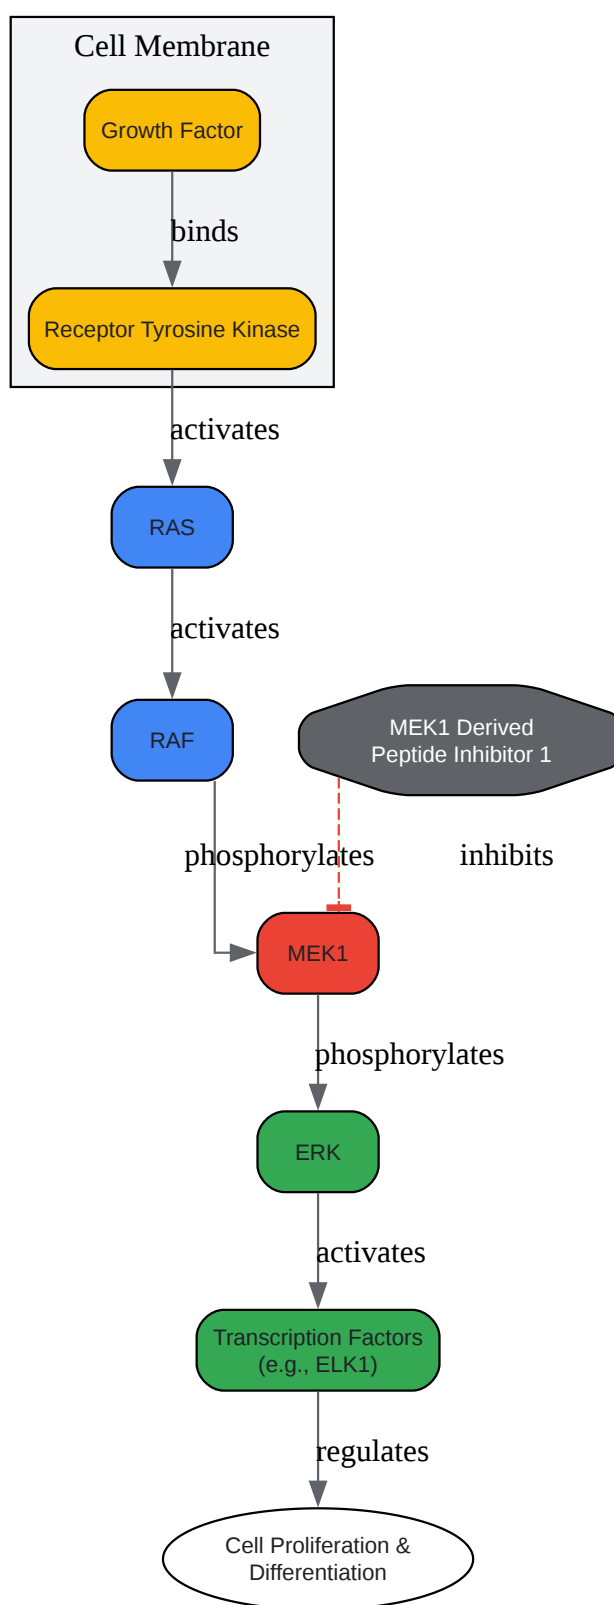 Cell Membrane
Growth Factor
binds
Receptor Tyrosine Kinase
activates
RAS
activates
RAF
MEK1 Derived
Peptide Inhibitor 1
phosphorylates
inhibits
MEK1
phosphorylates
ERK
activates
Transcription Factors
(e.g., ELK1)
regulates
Cell Proliferation &
Differentiation